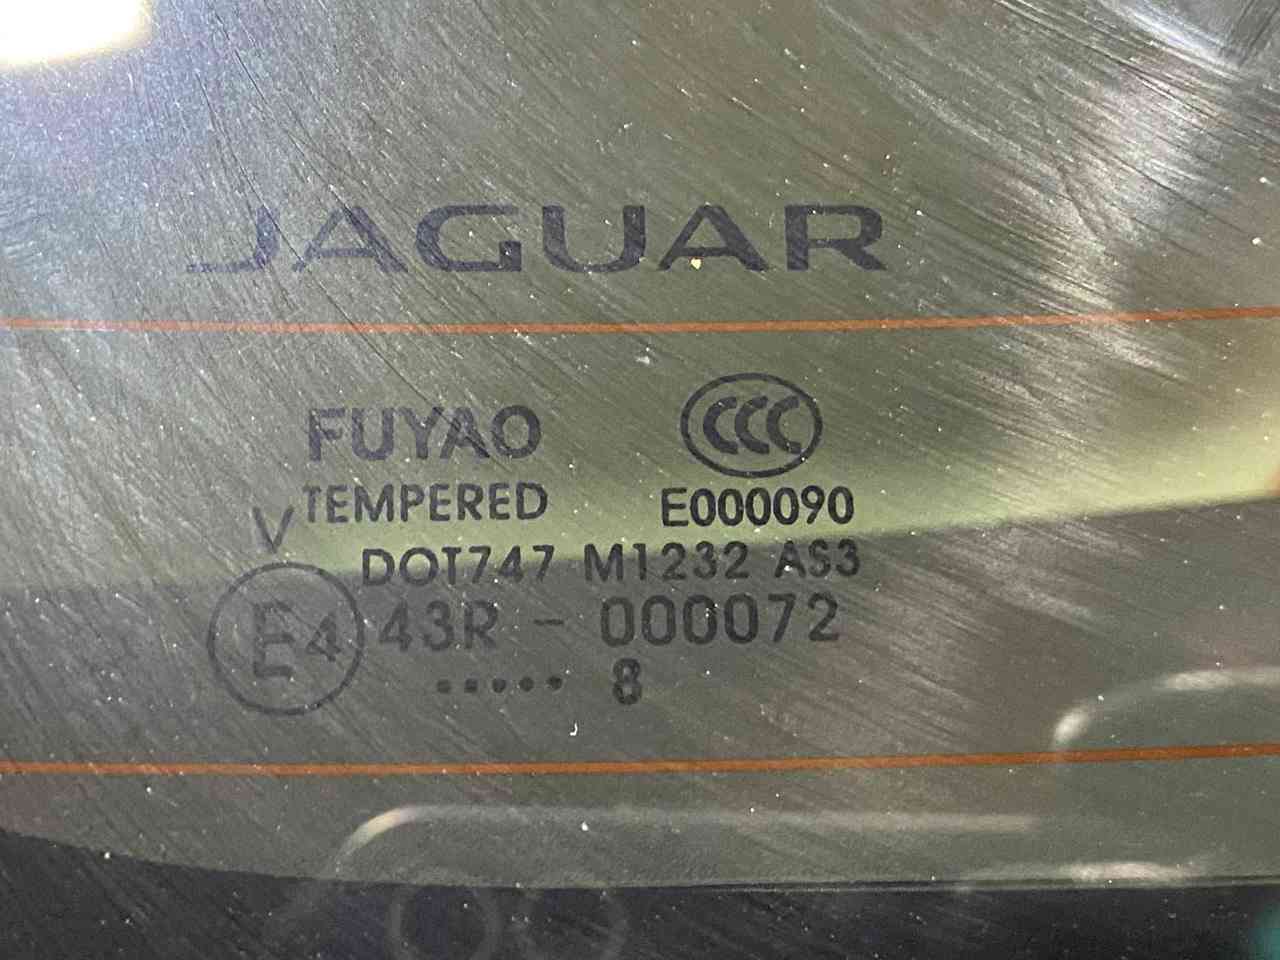 JAGUAR
FUYAO CCC
TEMPERED E000090
V
DOT747 M1232 AS3
E4 43R - 000072
..... 8